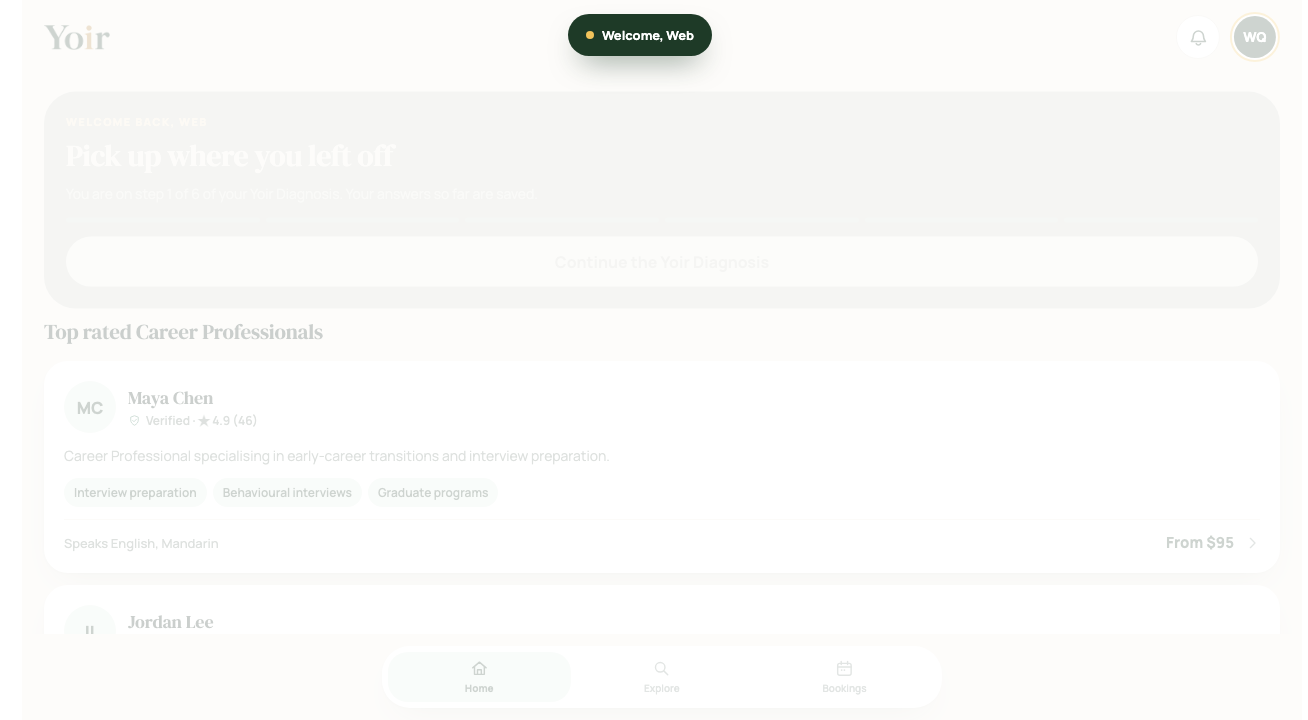 Yoir
Welcome, Web
WQ
WELCOME BACK, WEB
Pick up where you left off
You are on step 1 of 6 of your Yoir Diagnosis. Your answers so far are saved.
Continue the Yoir Diagnosis
Top rated Career Professionals
MC
Maya Chen
Verified · ★ 4.9 (46)
Career Professional specialising in early-career transitions and interview preparation.
Interview preparation
Behavioural interviews
Graduate programs
Speaks English, Mandarin
From $95
Jordan Lee
Home
Explore
Bookings